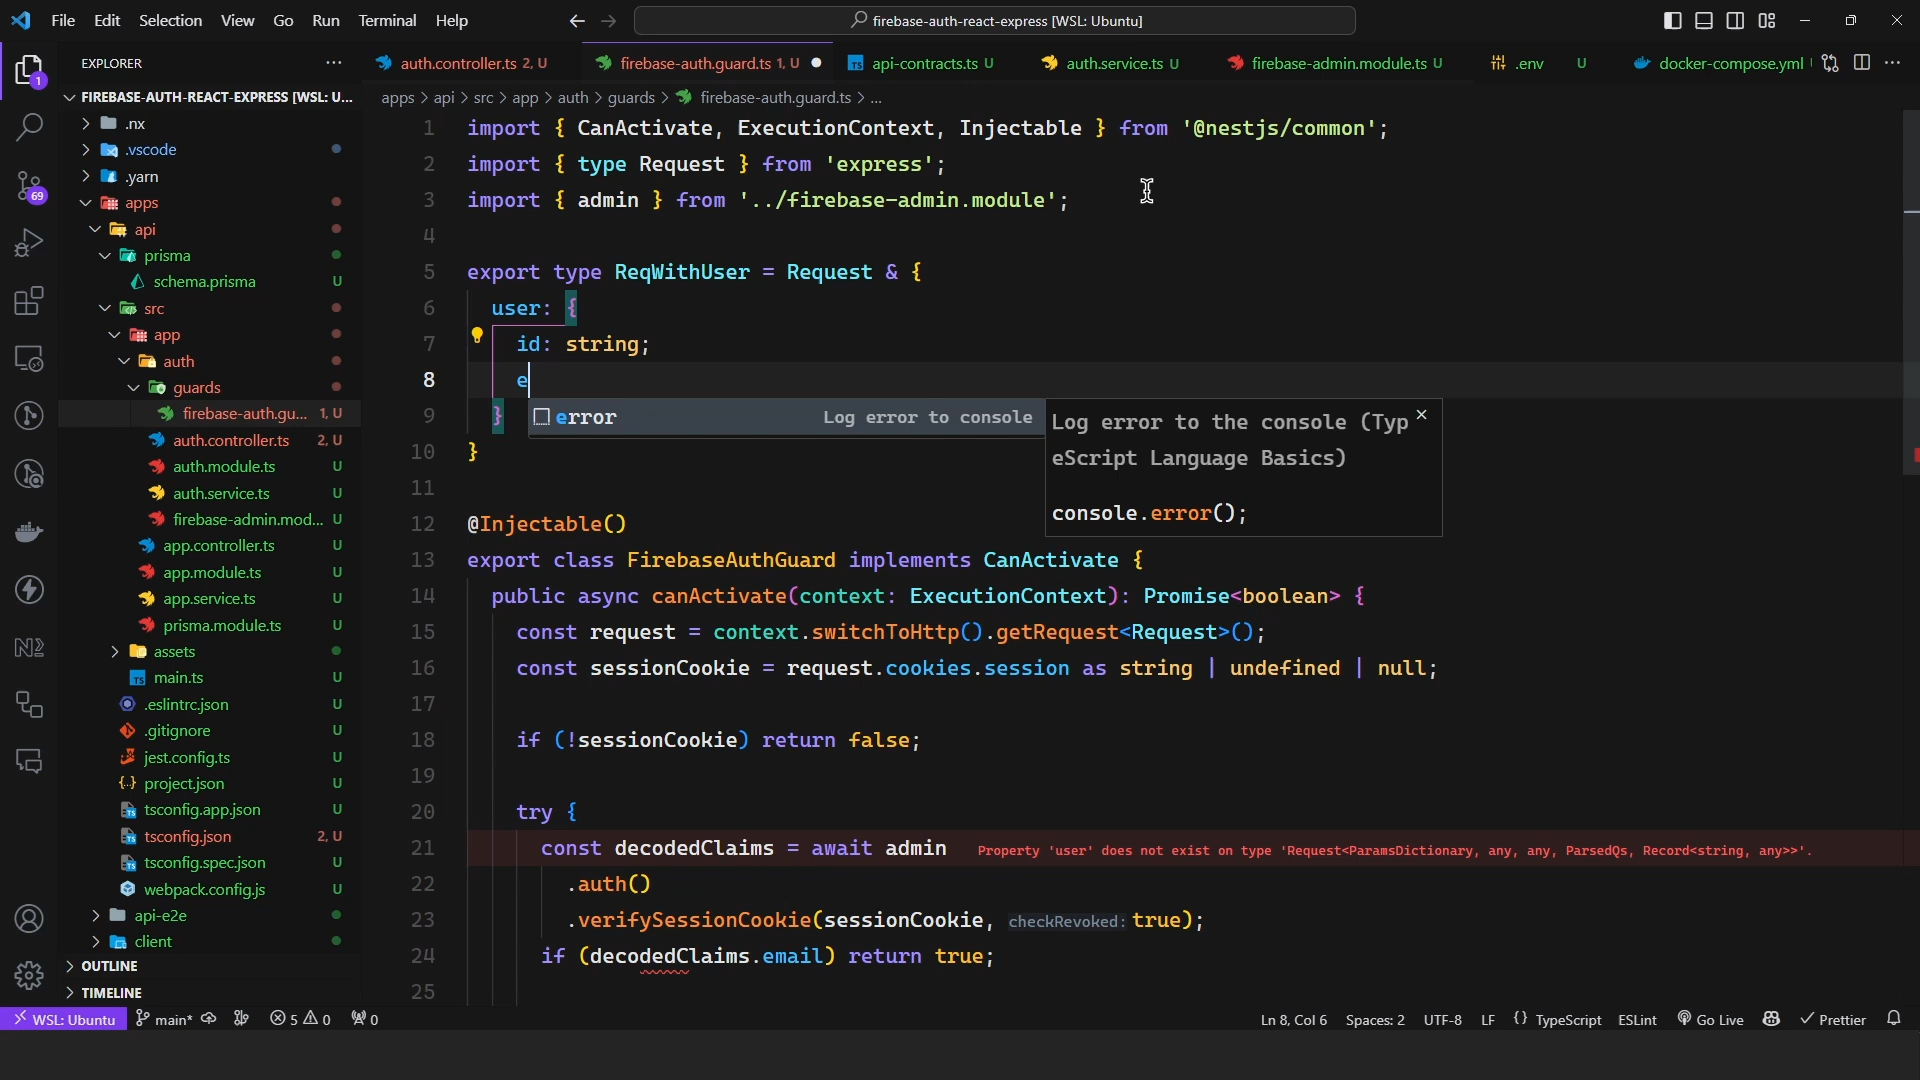 File Edit Selection View Go Run Terminal Help
firebase-auth-react-express [WSL: Ubuntu]
EXPLORER
auth.controller.ts 2, U
firebase-auth.guard.ts 1, U
api-contracts.ts U
auth.service.ts U
firebase-admin.module.ts U
.env U
docker-compose.yml
1
69
FIREBASE-AUTH-REACT-EXPRESS [WSL: U...
.nx
.vscode
.yarn
apps
api
prisma
schema.prisma U
src
app
auth
guards
firebase-auth.gu... 1, U
auth.controller.ts 2, U
auth.module.ts U
auth.service.ts U
firebase-admin.mod... U
app.controller.ts U
app.module.ts U
app.service.ts U
prisma.module.ts U
assets
main.ts U
.eslintrc.json U
.gitignore U
jest.config.ts U
project.json U
tsconfig.app.json U
tsconfig.json 2, U
tsconfig.spec.json U
webpack.config.js U
api-e2e
client
OUTLINE
TIMELINE
apps > api > src > app > auth > guards > firebase-auth.guard.ts > ...
1 import { CanActivate, ExecutionContext, Injectable } from '@nestjs/common';
2 import { type Request } from 'express';
3 import { admin } from '../firebase-admin.module';
4
5 export type ReqWithUser = Request & {
6 user: {
7 id: string;
8 e
9 }
10 }
11
12 @Injectable()
13 export class FirebaseAuthGuard implements CanActivate {
14 public async canActivate(context: ExecutionContext): Promise<boolean> {
15 const request = context.switchToHttp().getRequest<Request>();
16 const sessionCookie = request.cookies.session as string | undefined | null;
17
18 if (!sessionCookie) return false;
19
20 try {
21 const decodedClaims = await admin Property 'user' does not exist on type 'Request<ParamsDictionary, any, any, ParsedQs, Record<string, any>>'.
22 .auth()
23 .verifySessionCookie(sessionCookie, checkRevoked: true);
24 if (decodedClaims.email) return true;
25
error Log error to console
Log error to the console (Typ
eScript Language Basics)
console.error();
WSL: Ubuntu main* 5 0 0
Ln 8, Col 6 Spaces: 2 UTF-8 LF {} TypeScript ESLint Go Live Prettier